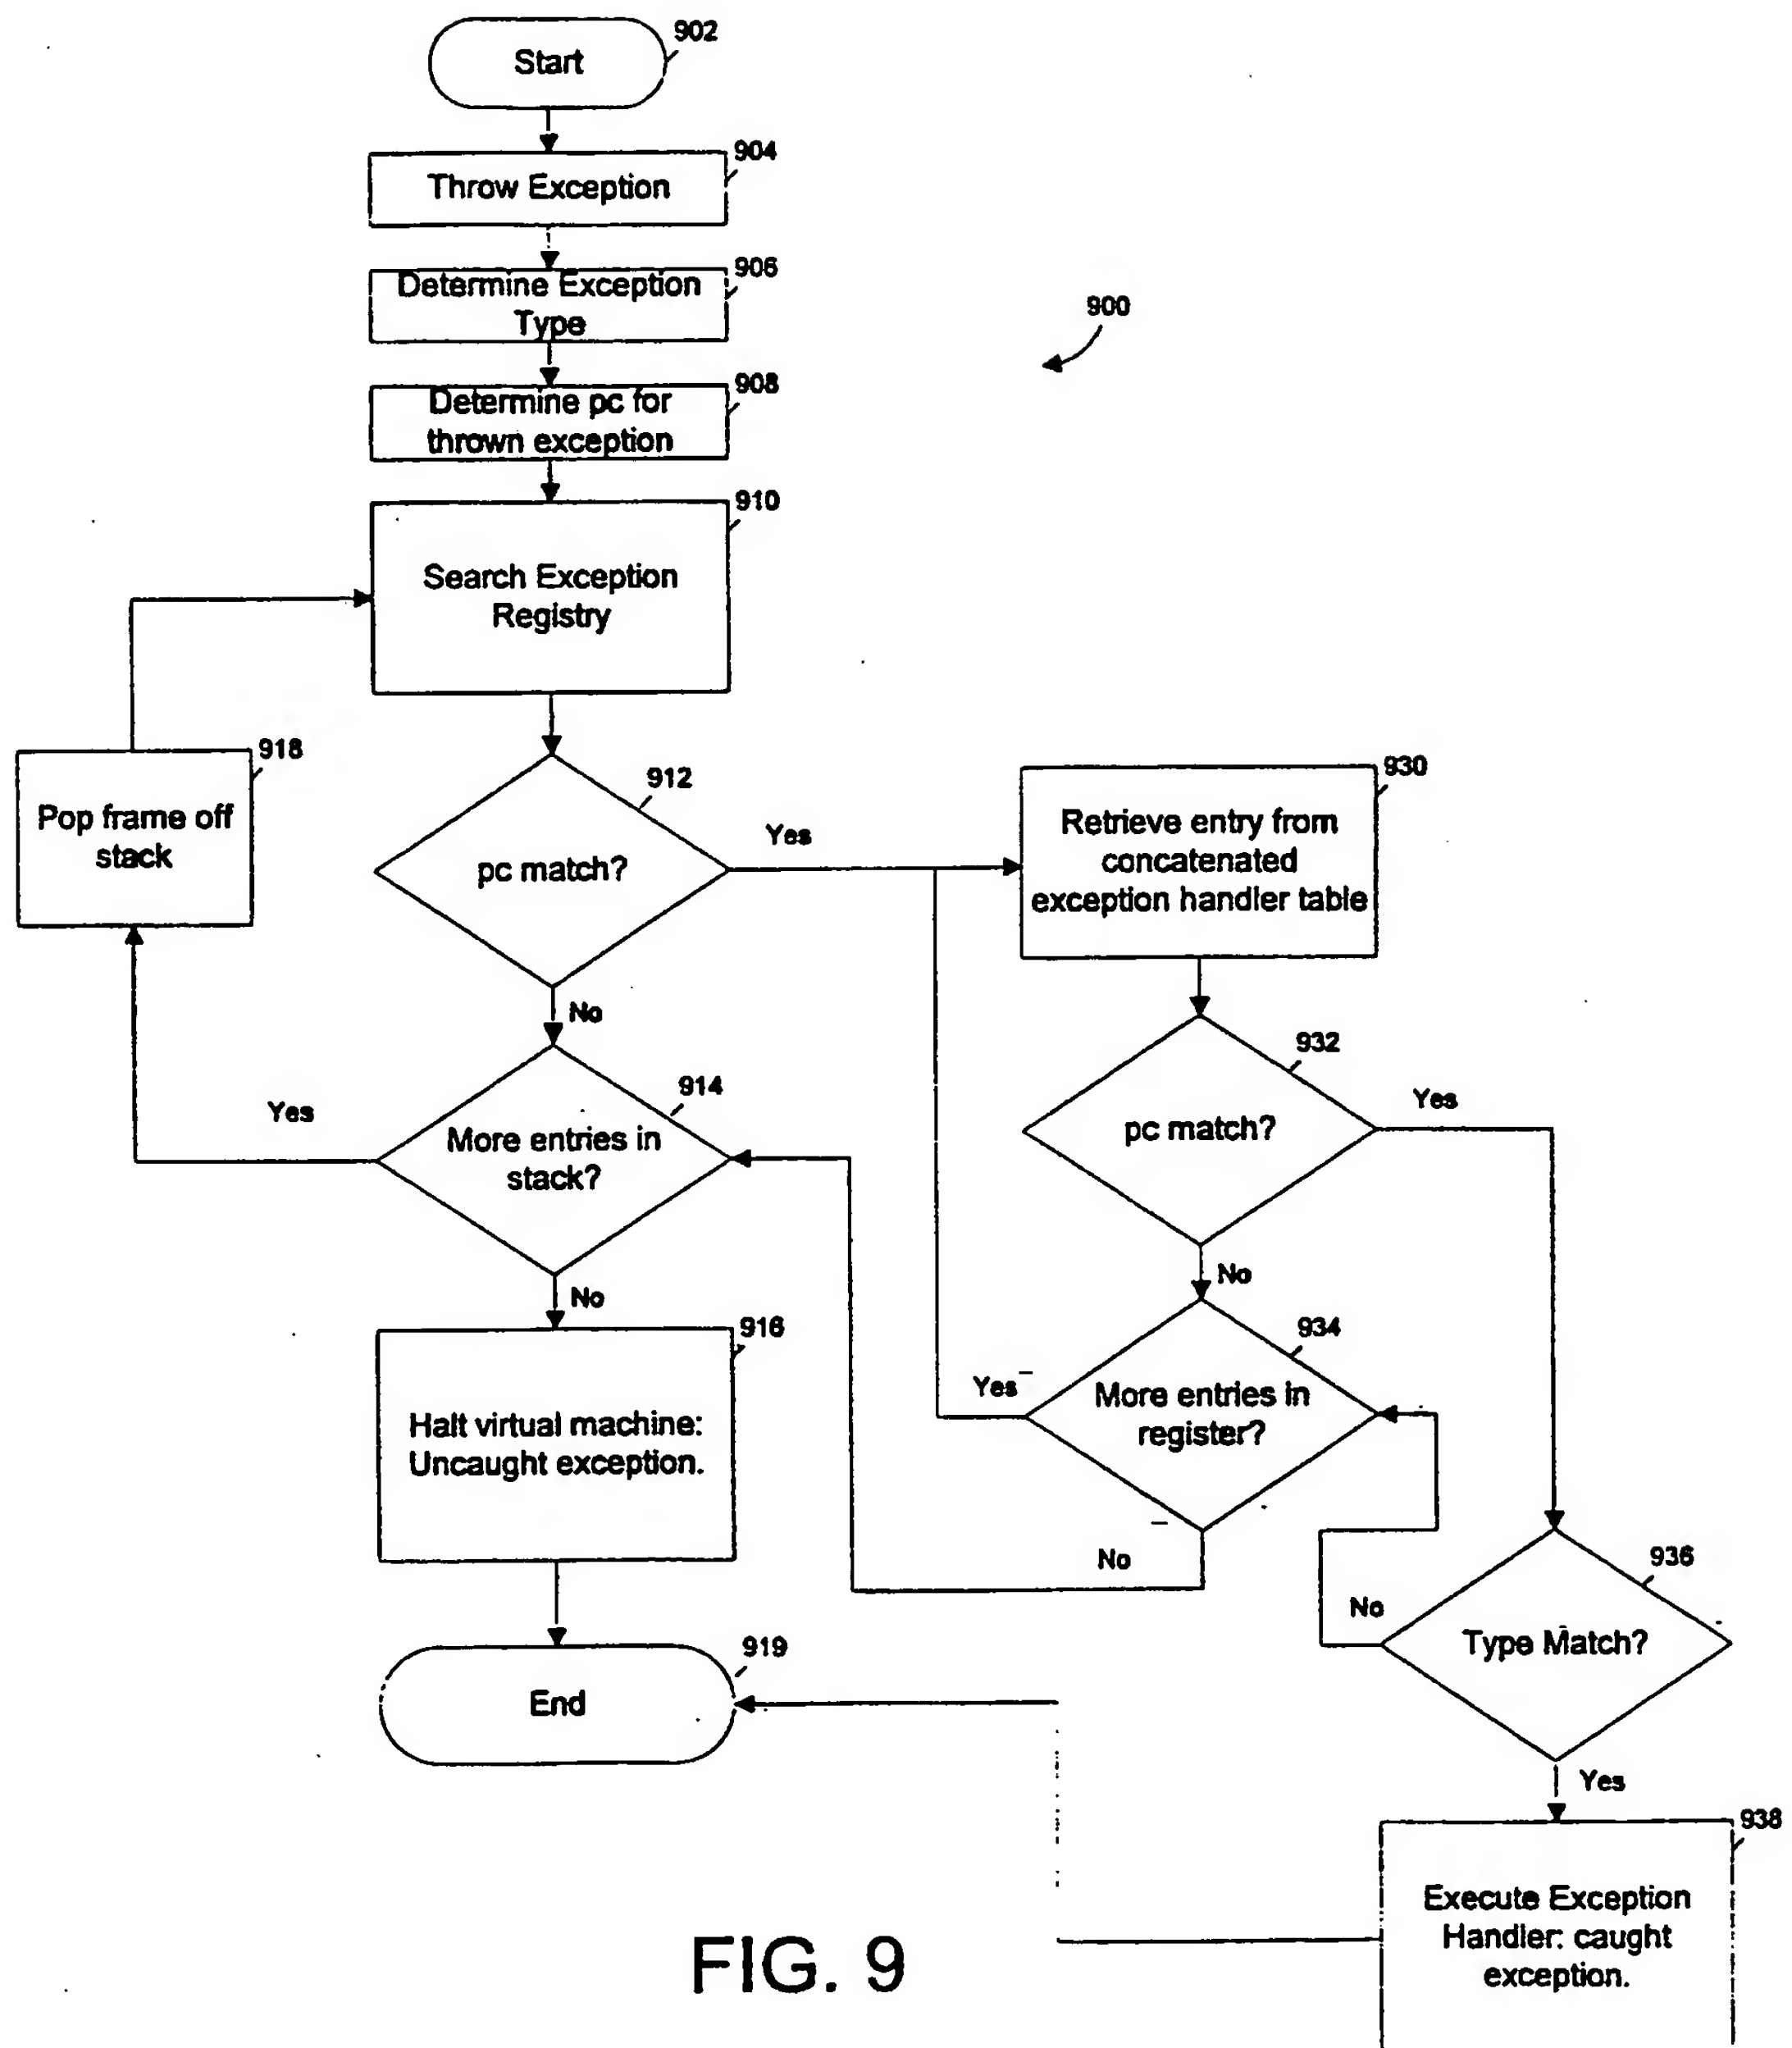 902
Start
904
Throw Exception
906
Determine Exception
Type
900
908
Determine pc for
thrown exception
910
Search Exception
Registry
918
Pop frame off
stack
912
pc match?
Yes
No
930
Retrieve entry from
concatenated
exception handler table
932
pc match?
Yes
No
914
More entries in
stack?
Yes
No
934
More entries in
register?
Yes
No
916
Halt virtual machine:
Uncaught exception.
936
Type Match?
No
Yes
919
End
938
Execute Exception
Handler: caught
exception.
FIG. 9